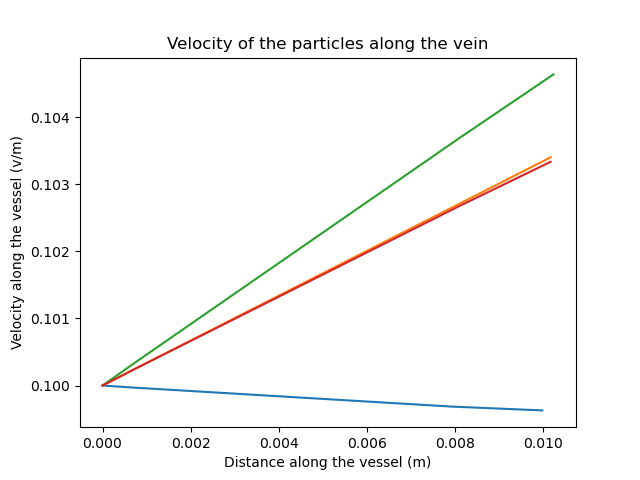 Velocity of the particles along the vein
0.104
0.103
0.102
0.101
0.100
Velocity along the vessel (v/m)
0.000 0.002 0.004 0.006 0.008 0.010
Distance along the vessel (m)